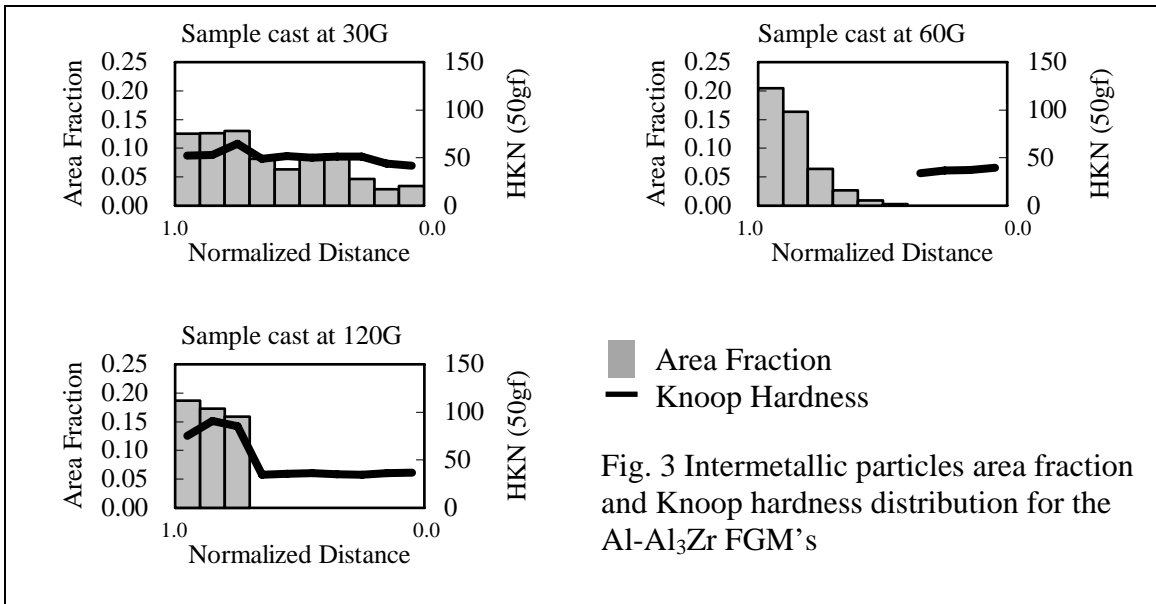 Sample cast at 30G
Area Fraction
0.25
0.20
0.15
0.10
0.05
0.00
150
100
50
0
HKN (50gf)
1.0 0.0
Normalized Distance
Sample cast at 60G
Area Fraction
0.25
0.20
0.15
0.10
0.05
0.00
150
100
50
0
HKN (50gf)
1.0 0.0
Normalized Distance
Sample cast at 120G
Area Fraction
0.25
0.20
0.15
0.10
0.05
0.00
150
100
50
0
HKN (50gf)
1.0 0.0
Normalized Distance
Area Fraction
Knoop Hardness
Fig. 3 Intermetallic particles area fraction
and Knoop hardness distribution for the
Al-Al₃Zr FGM's